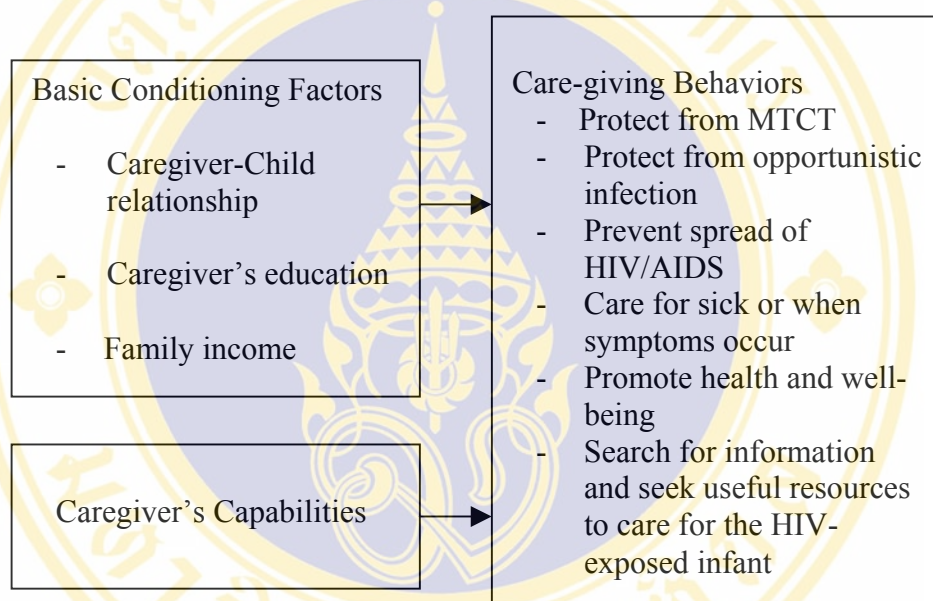 Basic Conditioning Factors
- Caregiver-Child
relationship
- Caregiver’s education
- Family income
Caregiver’s Capabilities
Care-giving Behaviors
- Protect from MTCT
- Protect from opportunistic
infection
- Prevent spread of
HIV/AIDS
- Care for sick or when
symptoms occur
- Promote health and well-
being
- Search for information
and seek useful resources
to care for the HIV-
exposed infant